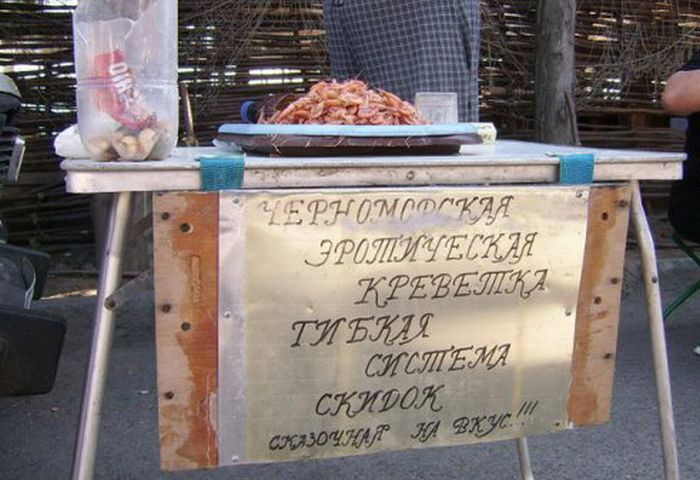 ЧЕРНОМОРСКАЯ
ЭРОТИЧЕСКАЯ
КРЕВЕТКА
ГИБКАЯ
СИСТЕМА
СКИДОК
СКАЗОЧНАЯ НА ВКУС!!!